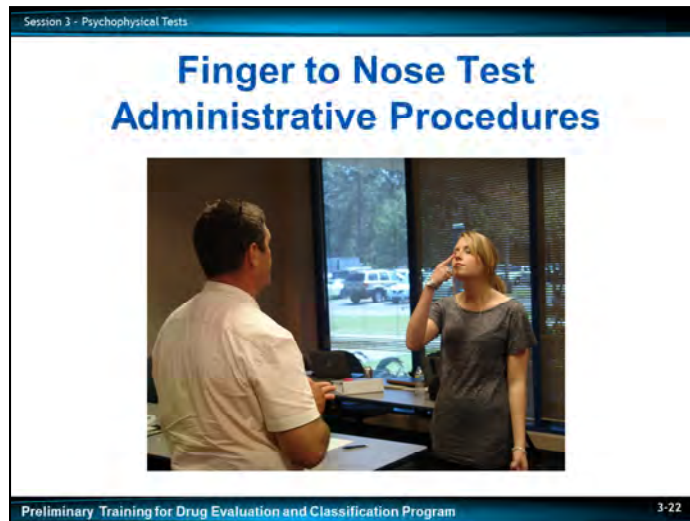 Session 3 - Psychophysical Tests
Finger to Nose Test
Administrative Procedures
Preliminary Training for Drug Evaluation and Classification Program
3-22